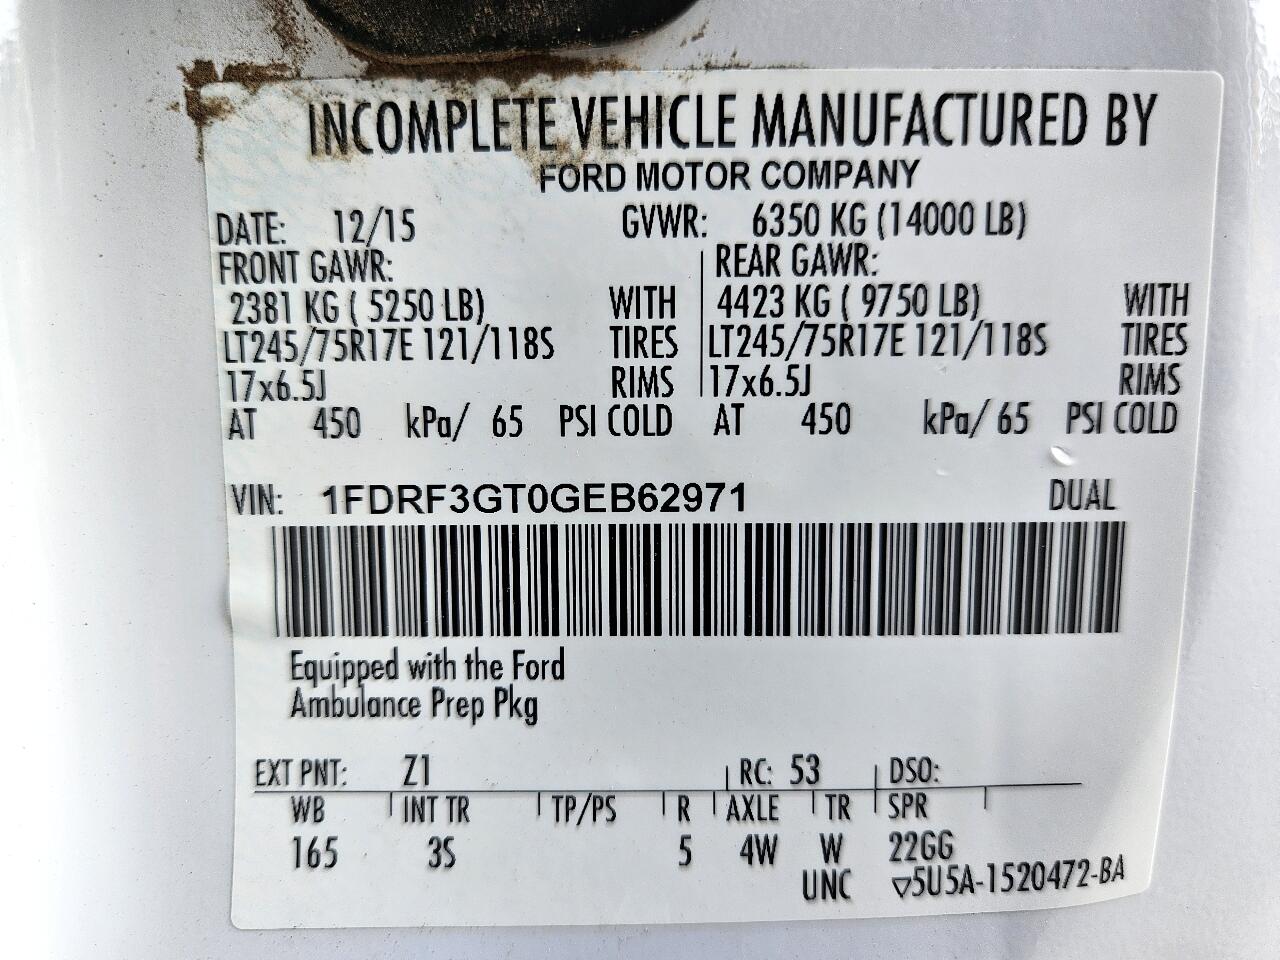 INCOMPLETE VEHICLE MANUFACTURED BY
FORD MOTOR COMPANY
DATE: 12/15 GVWR: 6350 KG (14000 LB)
FRONT GAWR: REAR GAWR:
2381 KG ( 5250 LB) WITH 4423 KG ( 9750 LB) WITH
LT245/75R17E 121/118S TIRES LT245/75R17E 121/118S TIRES
17x6.5J RIMS 17x6.5J RIMS
AT 450 kPa/ 65 PSI COLD AT 450 kPa/ 65 PSI COLD
VIN: 1FDRF3GT0GEB62971 DUAL
Equipped with the Ford
Ambulance Prep Pkg
EXT PNT: Z1 RC: 53 DSO:
WB INT TR TP/PS R AXLE TR SPR
165 3S 5 4W W 22GG
UNC ▽5U5A-1520472-BA